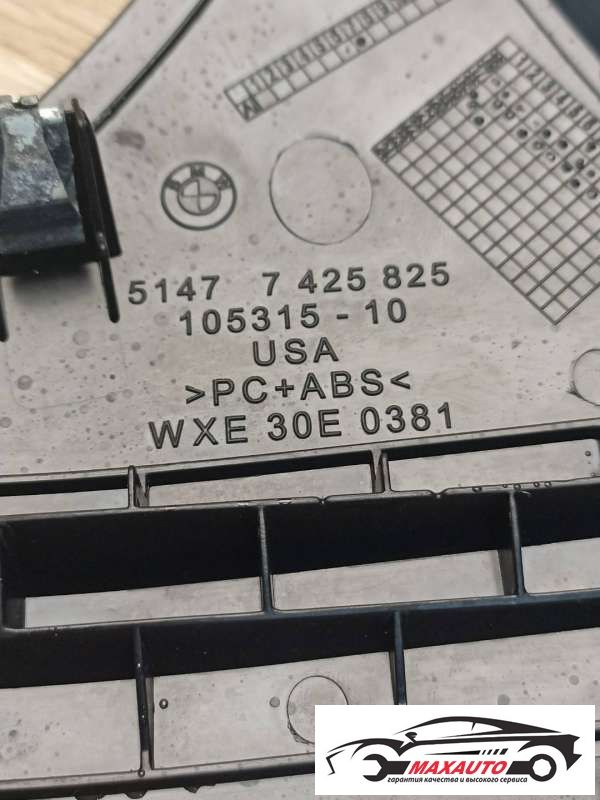 BMW
5147 7 425 825
105315 - 10
USA
>PC+ABS<
WXE 30E 0381
MAXAUTO
гарантия качества и высокого сервиса